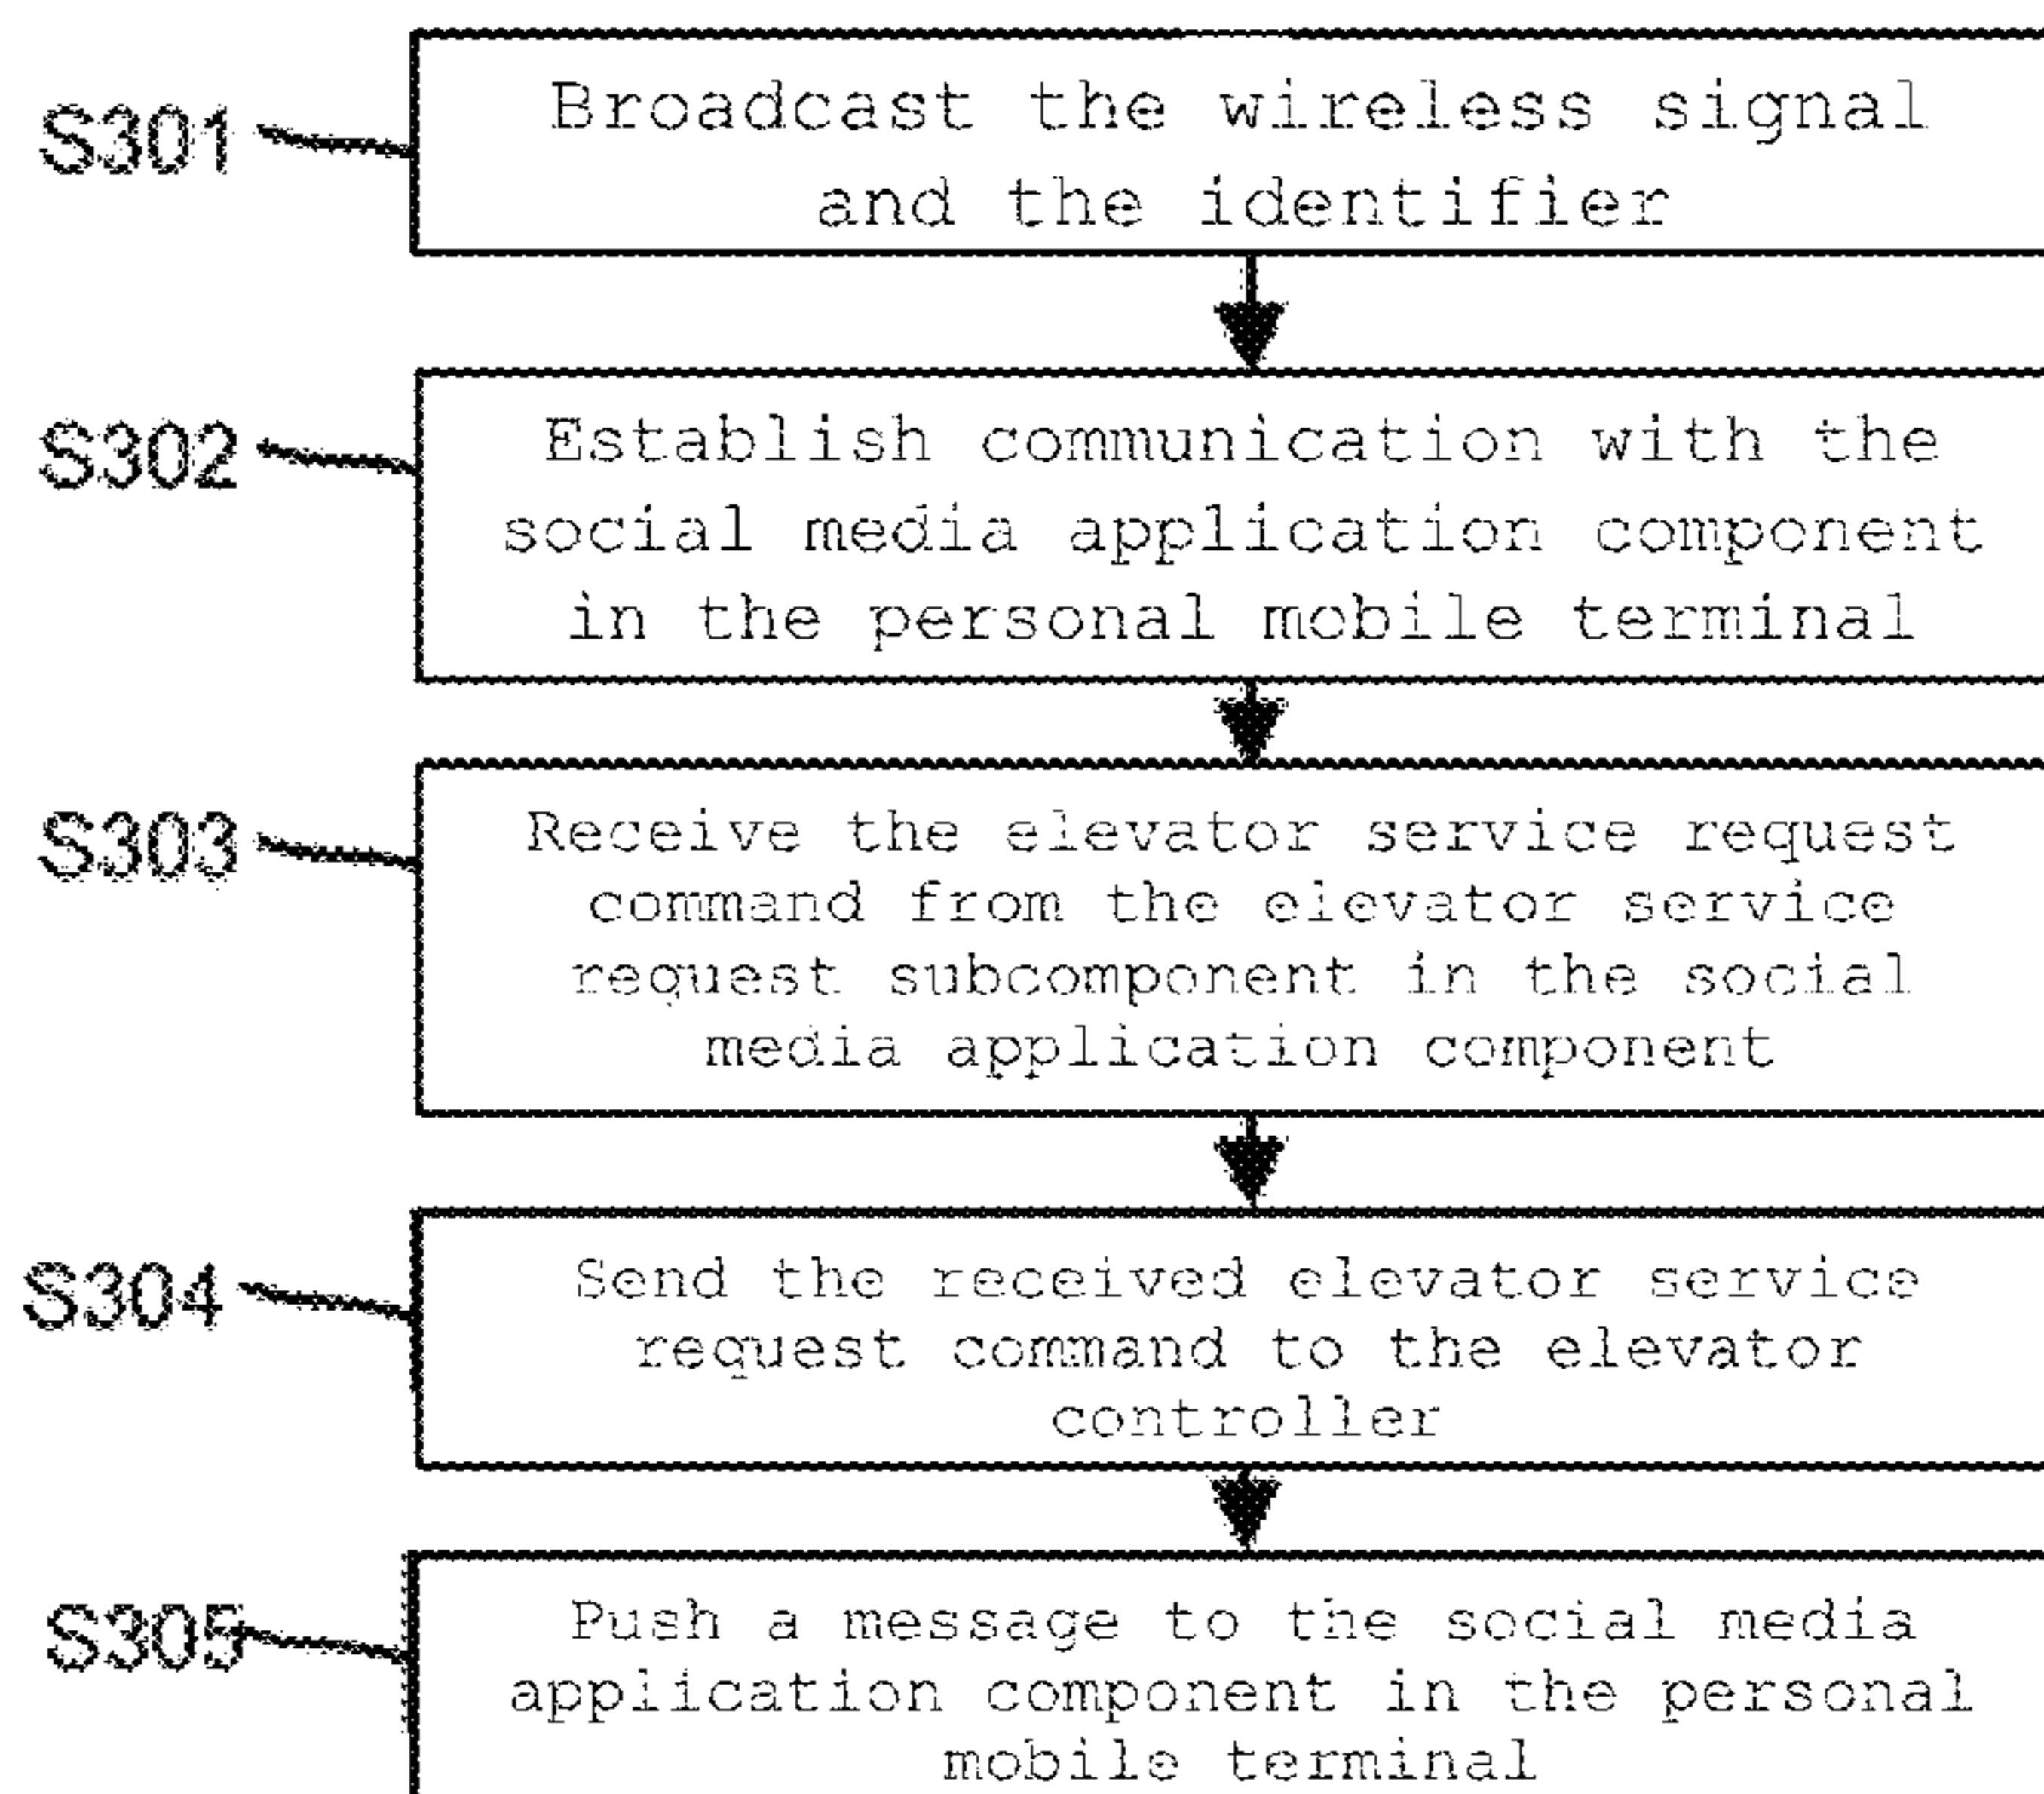 S301
Broadcast the wireless signal
and the identifier
S302
Establish communication with the
social media application component
in the personal mobile terminal
S303
Receive the elevator service request
command from the elevator service
request subcomponent in the social
media application component
S304
Send the received elevator service
request command to the elevator
controller
S305
Push a message to the social media
application component in the personal
mobile terminal